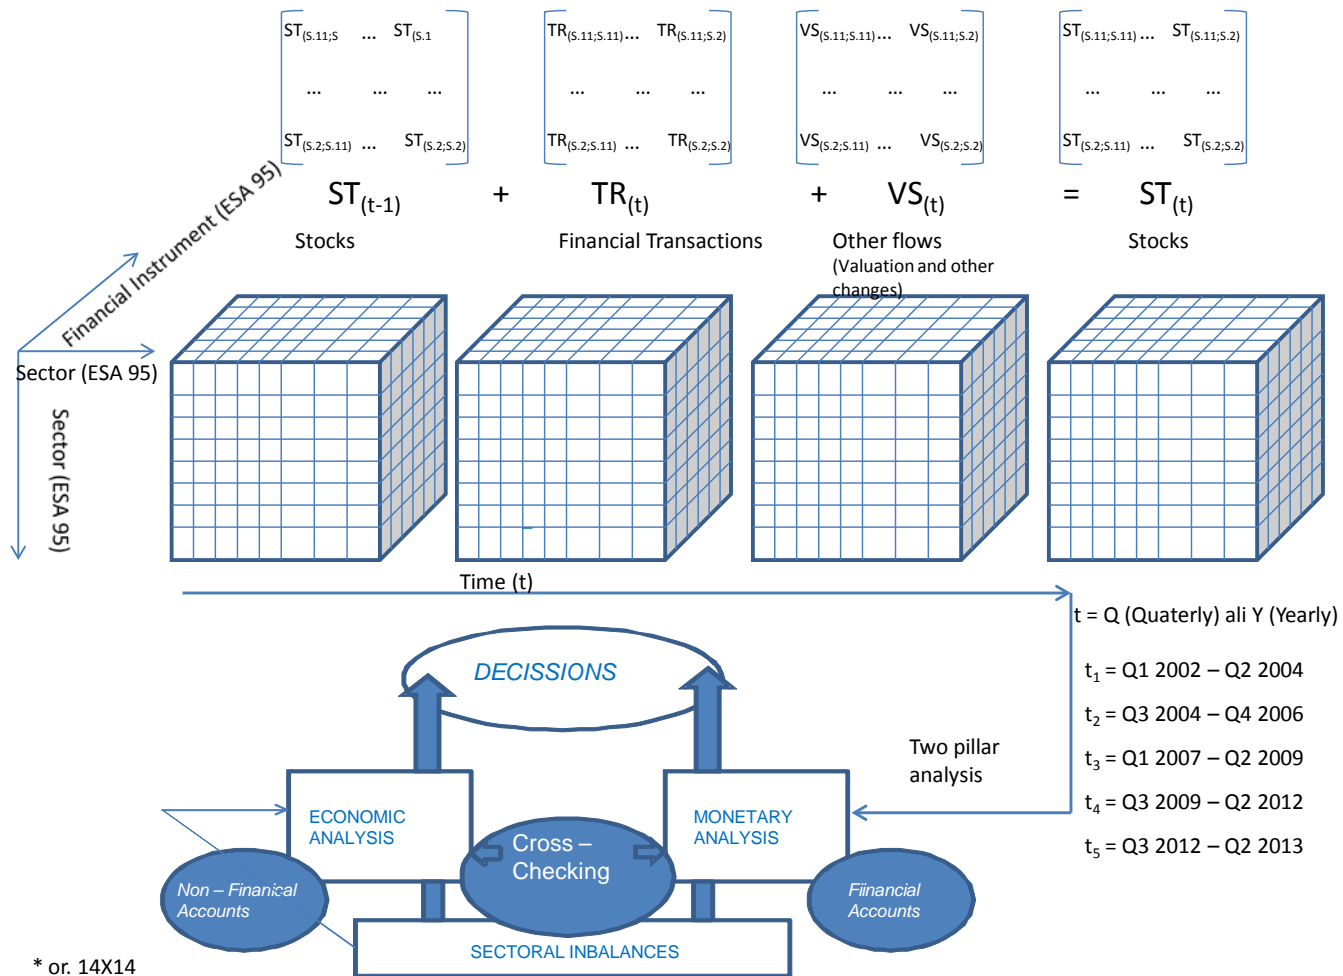 ST(S.11;S ... ST(S.1
... ... ...
ST(S.2;S.11) ... ST(S.2;S.2)
TR(S.11;S.11)... TR(S.11;S.2)
... ... ...
TR(S.2;S.11) ... TR(S.2;S.2)
VS(S.11;S.11)... VS(S.11;S.2)
... ... ...
VS(S.2;S.11) ... VS(S.2;S.2)
ST(S.11;S.11)... ST(S.11;S.2)
... ... ...
ST(S.2;S.11) ... ST(S.2;S.2)
ST(t-1) + TR(t) + VS(t) = ST(t)
Stocks
Financial Transactions
Other flows
(Valuation and other
changes)
Stocks
Financial Instrument (ESA 95)
Sector (ESA 95)
Sector (ESA 95)
Time (t)
t = Q (Quaterly) ali Y (Yearly)
t1 = Q1 2002 – Q2 2004
t2 = Q3 2004 – Q4 2006
t3 = Q1 2007 – Q2 2009
t4 = Q3 2009 – Q2 2012
t5 = Q3 2012 – Q2 2013
Two pillar
analysis
DECISSIONS
ECONOMIC
ANALYSIS
MONETARY
ANALYSIS
Cross –
Checking
Non – Finanical
Accounts
Fiinancial
Accounts
SECTORAL INBALANCES
* or. 14X14